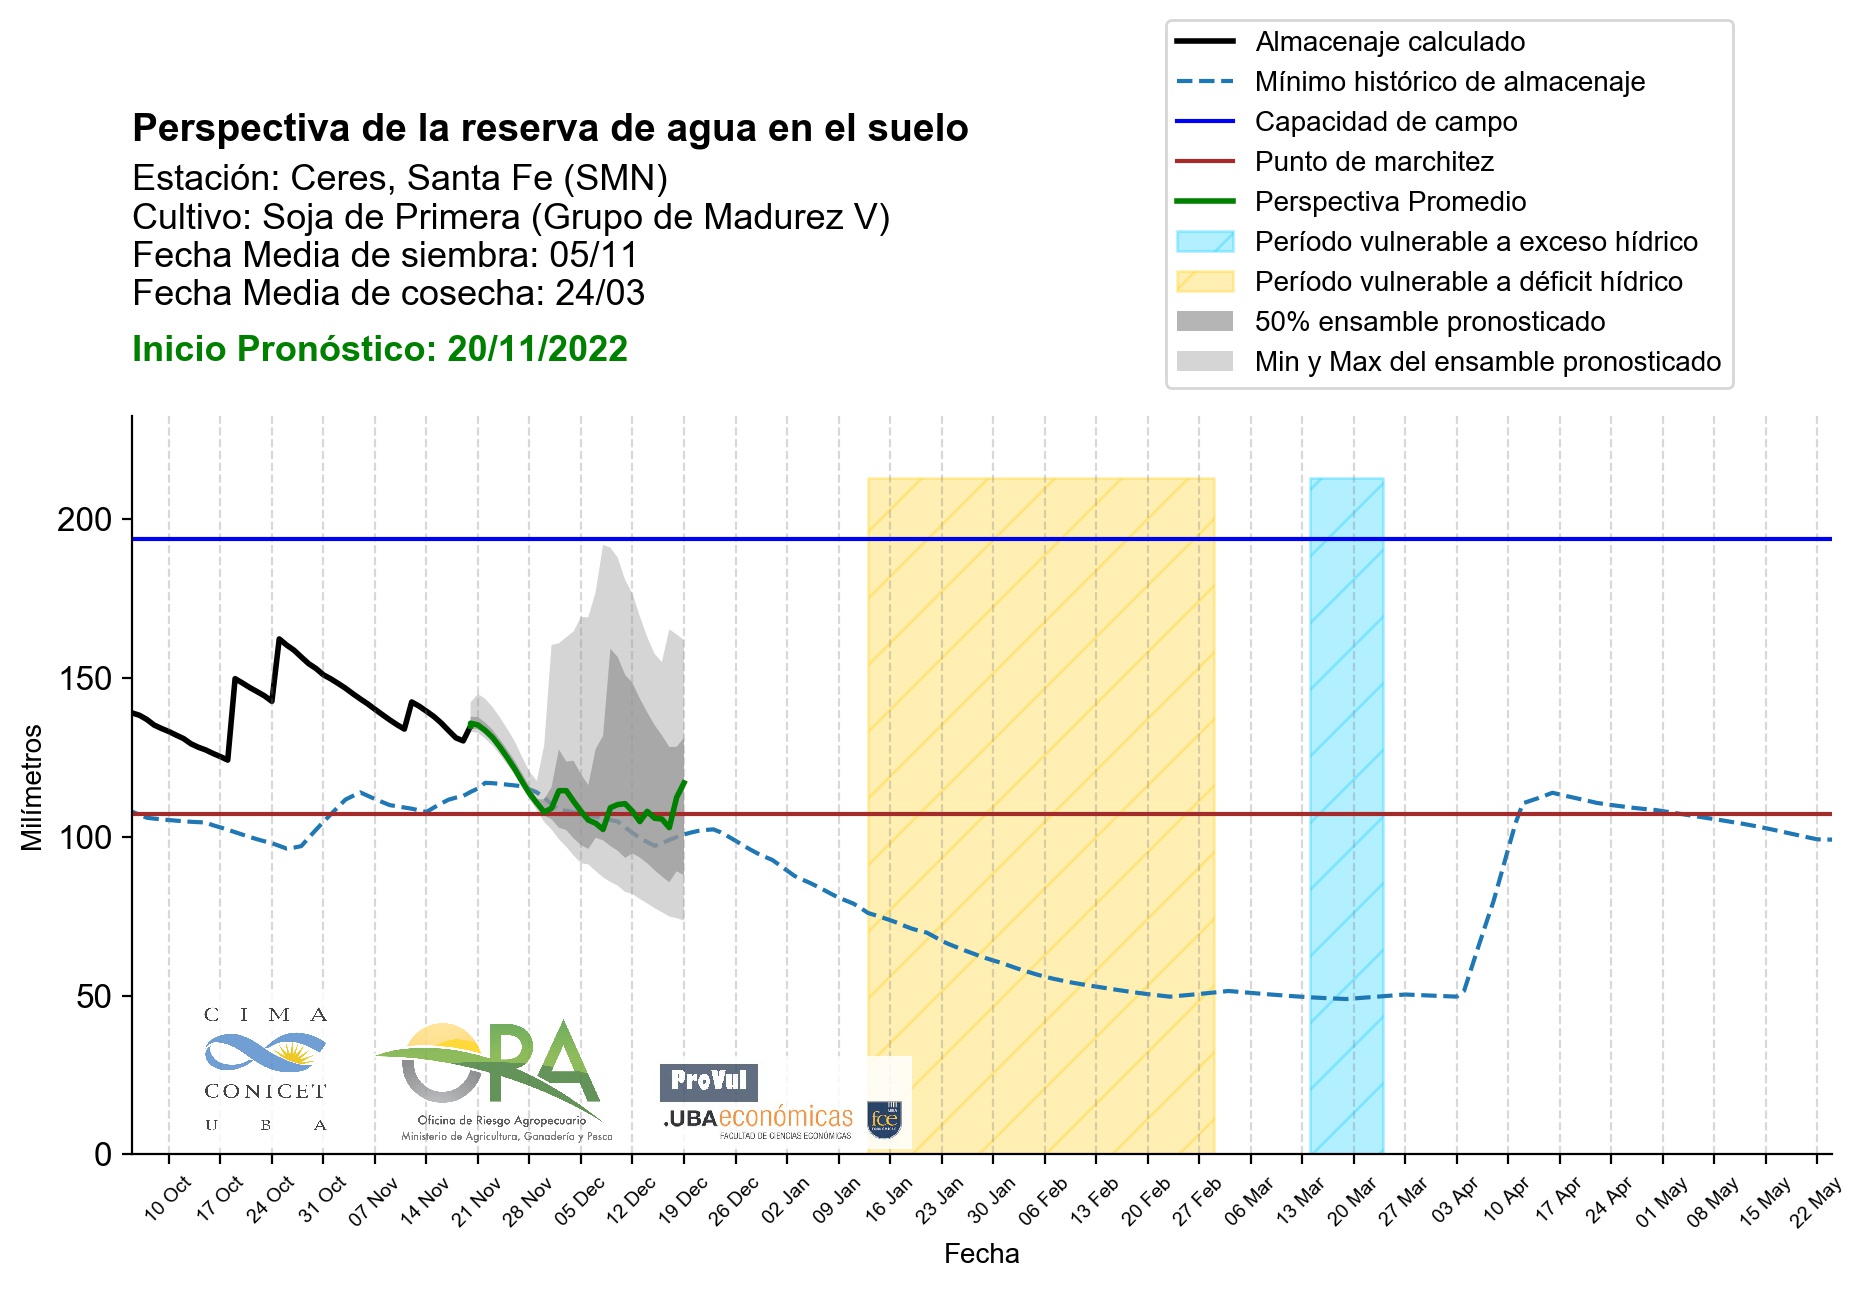 Almacenaje calculado
Mínimo histórico de almacenaje
Capacidad de campo
Punto de marchitez
Perspectiva Promedio
Período vulnerable a exceso hídrico
Período vulnerable a déficit hídrico
50% ensamble pronosticado
Min y Max del ensamble pronosticado
Perspectiva de la reserva de agua en el suelo
Estación: Ceres, Santa Fe (SMN)
Cultivo: Soja de Primera (Grupo de Madurez V)
Fecha Media de siembra: 05/11
Fecha Media de cosecha: 24/03
Inicio Pronóstico: 20/11/2022
Milímetros
200
150
100
50
0
CIMA
CONICET
UBA
ORA
Oficina de Riesgo Agropecuario
Ministerio de Agricultura, Ganadería y Pesca
ProVul
.UBAeconómicas
FACULTAD DE CIENCIAS ECONÓMICAS
UBA
fce
ECONÓMICAS
10 Oct
17 Oct
24 Oct
31 Oct
07 Nov
14 Nov
21 Nov
28 Nov
05 Dec
12 Dec
19 Dec
26 Dec
02 Jan
09 Jan
16 Jan
23 Jan
30 Jan
06 Feb
13 Feb
20 Feb
27 Feb
06 Mar
13 Mar
20 Mar
27 Mar
03 Apr
10 Apr
17 Apr
24 Apr
01 May
08 May
15 May
22 May
Fecha